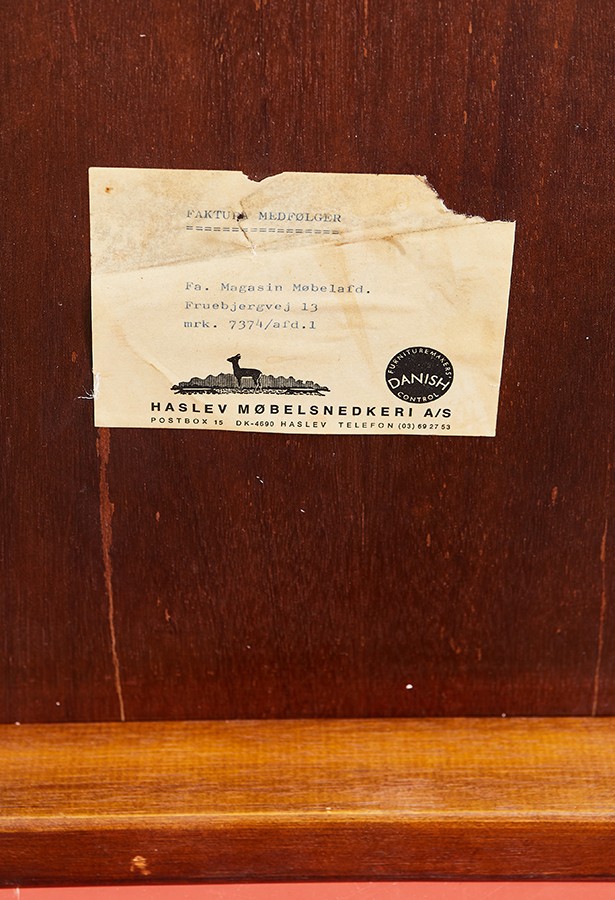 FAKTURA MEDFØLGER
=================
Fa. Magasin Møbelafd.
Fruebjergvej 13
mrk. 7374/afd.1
FURNITUREMAKERS'
DANISH
CONTROL
HASLEV MØBELSNEDKERI A/S
POSTBOX 15 DK-4690 HASLEV TELEFON (03) 69 27 53